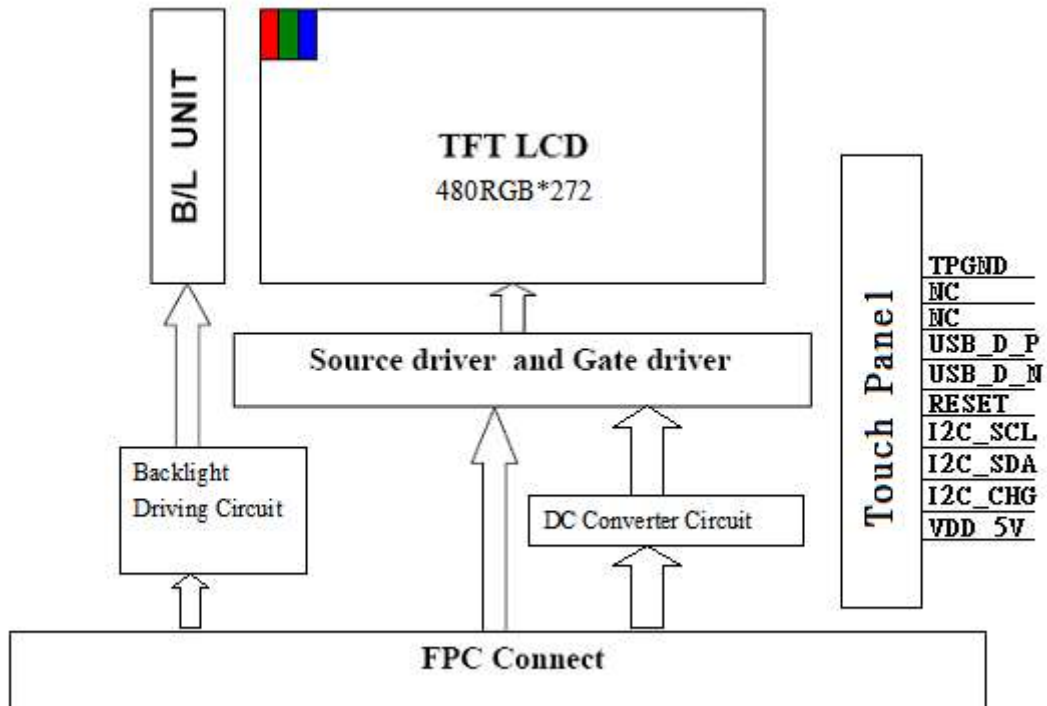 B/L UNIT
TFT LCD
480RGB*272
Source driver and Gate driver
Backlight
Driving Circuit
DC Converter Circuit
FPC Connect
Touch Panel
TPGND
NC
NC
USB_D_P
USB_D_N
RESET
I2C_SCL
I2C_SDA
I2C_CHG
VDD 5V